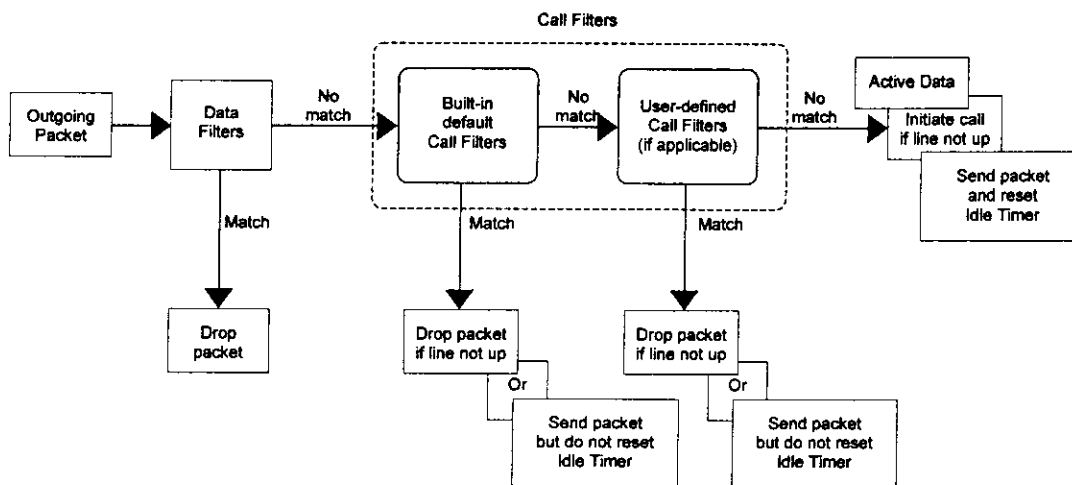 Call Filters
Outgoing
Packet
Data
Filters
No
match
Built-in
default
Call Filters
No
match
User-defined
Call Filters
(if applicable)
No
match
Active Data
Initiate call
if line not up
Send packet
and reset
Idle Timer
Match
Match
Match
Drop
packet
Drop packet
if line not up
Or
Send packet
but do not reset
Idle Timer
Drop packet
if line not up
Or
Send packet
but do not reset
Idle Timer